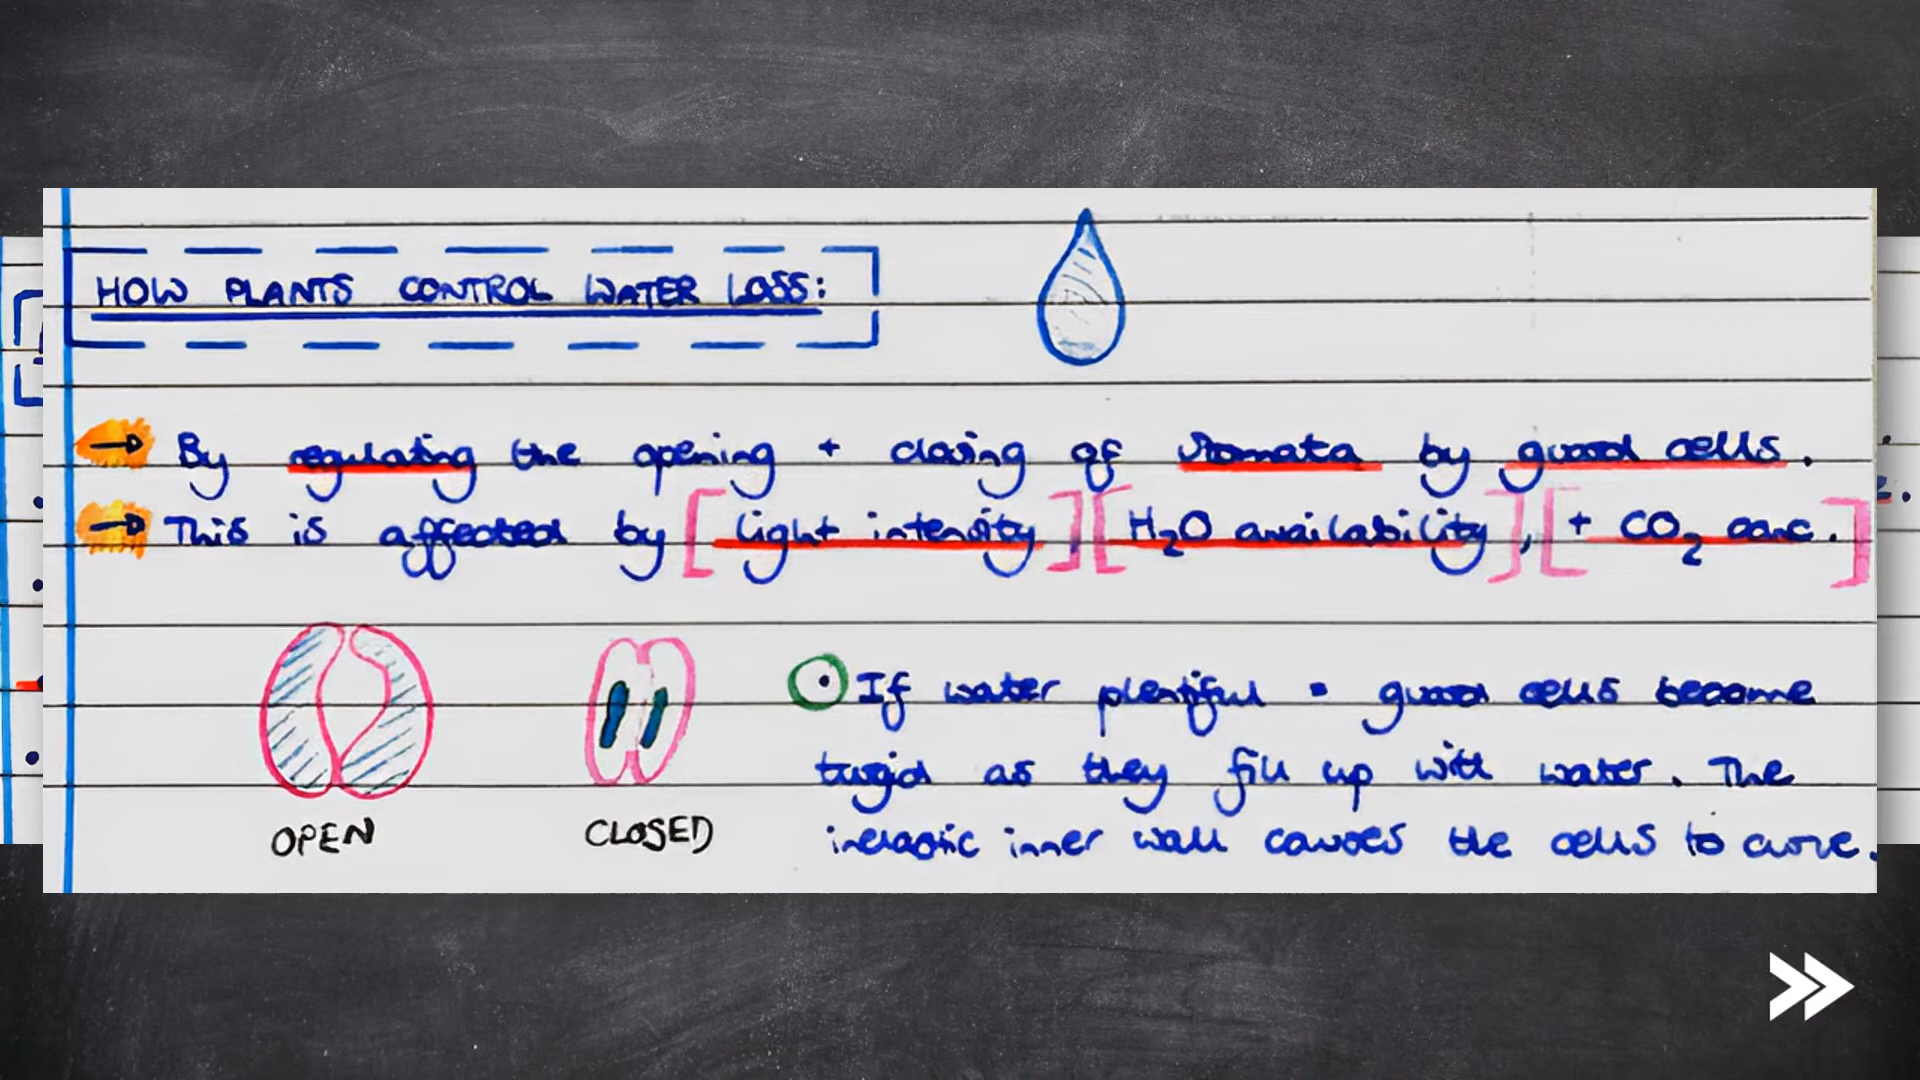 HOW PLANTS CONTROL WATER LOSS:
→ By regulating the opening + closing of stomata by guard cells.
→ This is affected by [light intensity], [H₂O availability], [+ CO₂ conc.]
OPEN
CLOSED
• If water plentiful = guard cells become
turgid as they fill up with water. The
inelastic inner wall causes the cells to curve.